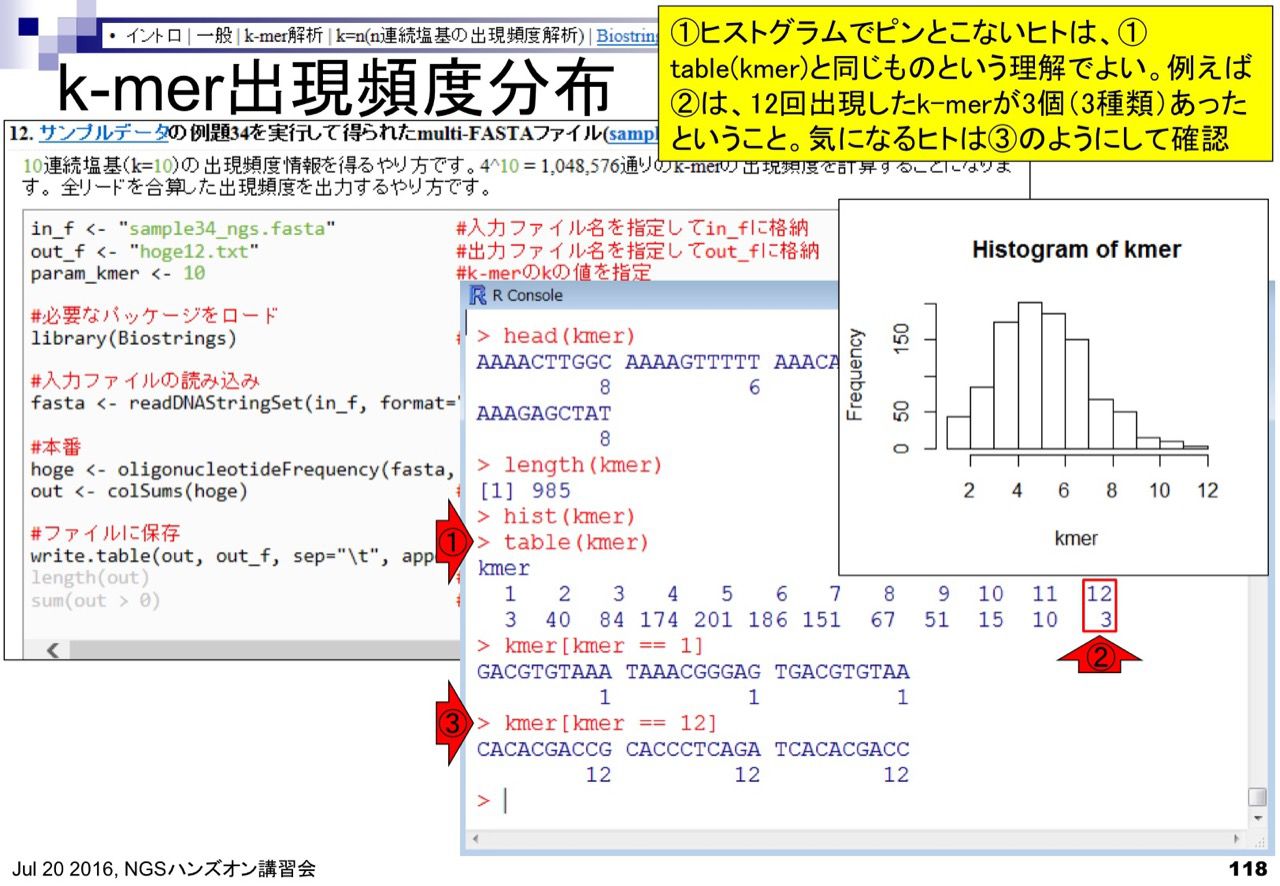 • イントロ | 一般 | k-mer解析 | k=n(n連続塩基の出現頻度解析) | Biostring
k-mer出現頻度分布
①ヒストグラムでピンとこないヒトは、①
table(kmer)と同じものという理解でよい。例えば
②は、12回出現したk-merが3個（3種類）あった
ということ。気になるヒトは③のようにして確認
12. サンプルデータの例題34を実行して得られたmulti-FASTAファイル(sampl
10連続塩基(k=10)の出現頻度情報を得るやり方です。4^10 = 1,048,576通りのk-merの出現頻度を計算することになりま
す。 全リードを合算した出現頻度を出力するやり方です。
in_f <- "sample34_ngs.fasta" #入力ファイル名を指定してin_fに格納
out_f <- "hoge12.txt" #出力ファイル名を指定してout_fに格納
param_kmer <- 10 #k-merのkの値を指定
#必要なパッケージをロード
library(Biostrings)
#入力ファイルの読み込み
fasta <- readDNAStringSet(in_f, format="
#本番
hoge <- oligonucleotideFrequency(fasta,
out <- colSums(hoge)
#ファイルに保存
write.table(out, out_f, sep="\t", app
length(out)
sum(out > 0)
R Console
> head(kmer)
AAAACTTGGC AAAAGTTTTT AAACA
8 6
AAAGAGCTAT
8
> length(kmer)
[1] 985
> hist(kmer)
① > table(kmer)
kmer
1 2 3 4 5 6 7 8 9 10 11 12
3 40 84 174 201 186 151 67 51 15 10 3
②
> kmer[kmer == 1]
GACGTGTAAA TAAACGGGAG TGACGTGTAA
1 1 1
③ > kmer[kmer == 12]
CACACGACCG CACCCTCAGA TCACACGACC
12 12 12
>
Histogram of kmer
Frequency
150
50
0
2 4 6 8 10 12
kmer
Jul 20 2016, NGSハンズオン講習会
118